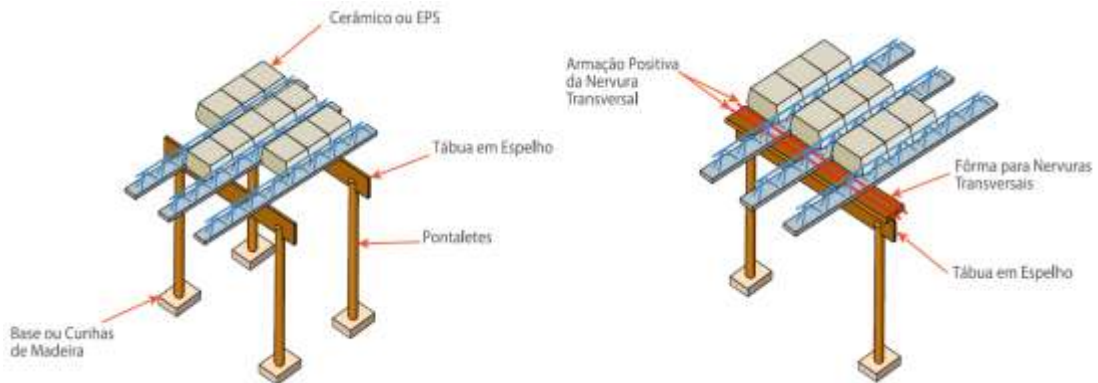 Cerâmico ou EPS
Tábua em Espelho
Pontaletes
Base ou Cunhas
de Madeira
Armação Positiva
da Nervura
Transversal
Fôrma para Nervuras
Transversais
Tábua em Espelho